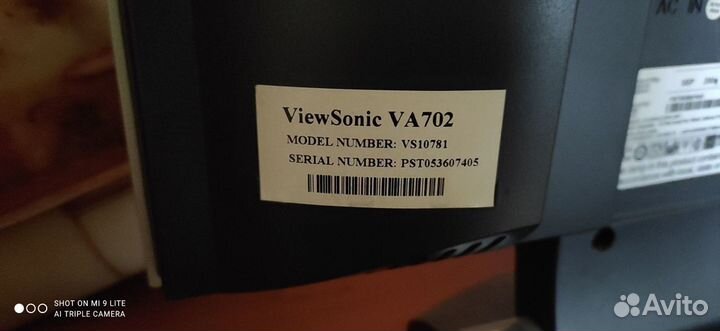 AC IN
ViewSonic VA702
MODEL NUMBER: VS10781
SERIAL NUMBER: PST053607405
SHOT ON MI 9 LITE
AI TRIPLE CAMERA
Avito